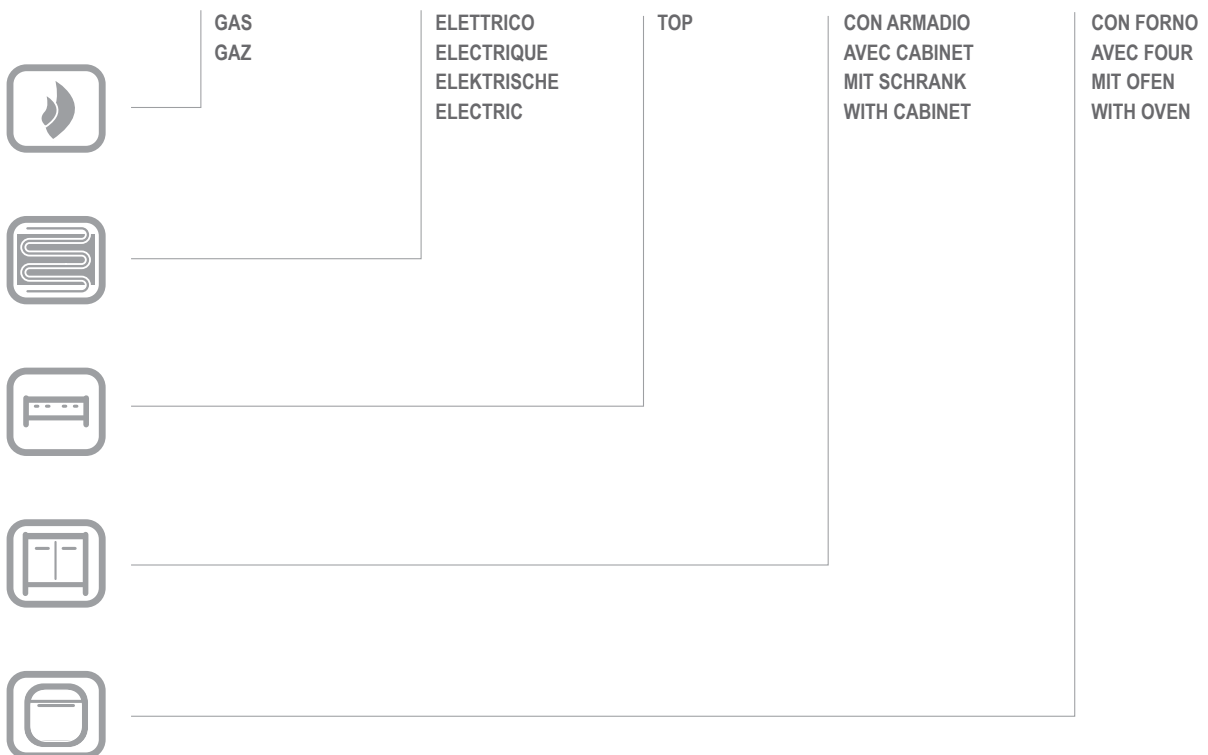 GAS
GAZ
ELETTRICO
ELECTRIQUE
ELEKTRISCHE
ELECTRIC
TOP
CON ARMADIO
AVEC CABINET
MIT SCHRANK
WITH CABINET
CON FORNO
AVEC FOUR
MIT OFEN
WITH OVEN